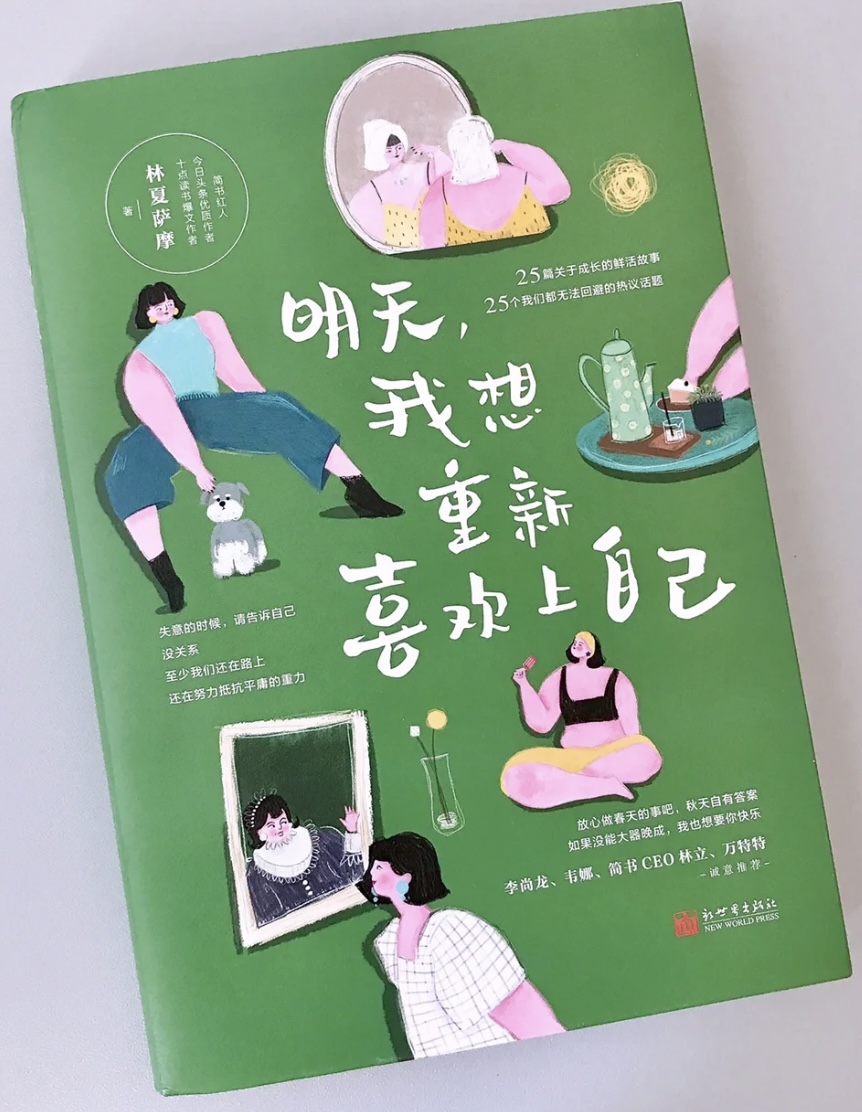 简书红人
今日头条优质作者
十点读书爆文作者
林夏萨摩
著
25篇关于成长的鲜活故事
25个我们都无法回避的热议话题
明天，
我想
重新
喜欢上自己
失意的时候，请告诉自己
没关系
至少我们还在路上
还在努力抵抗平庸的重力
放心做春天的事吧，秋天自有答案
如果没能大器晚成，我也想要你快乐
李尚龙、韦娜、简书CEO林立、万特特
-诚意推荐-
新世界出版社
NEW WORLD PRESS